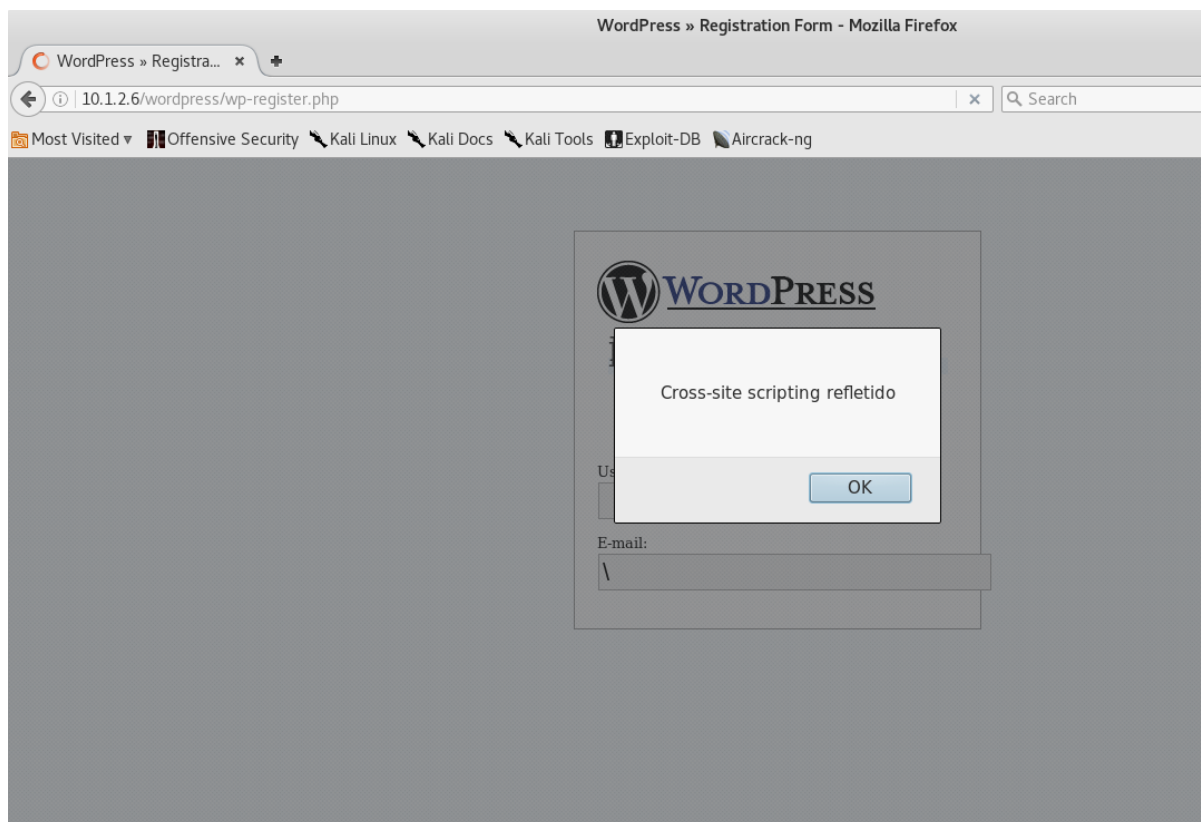 WordPress » Registration Form - Mozilla Firefox
WordPress » Registra...
10.1.2.6/wordpress/wp-register.php
Search
Most Visited Offensive Security Kali Linux Kali Docs Kali Tools Exploit-DB Aircrack-ng
WORDPRESS
Cross-site scripting refletido
OK
Us
E-mail:
\